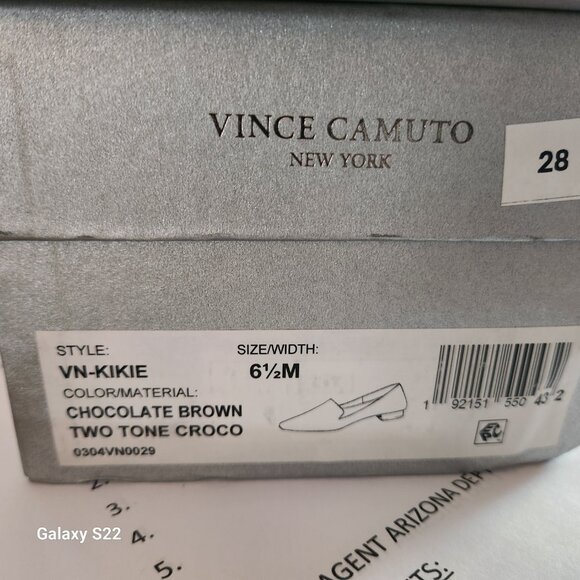 VINCE CAMUTO
NEW YORK
28
STYLE:
VN-KIKIE
SIZE/WIDTH:
6½M
COLOR/MATERIAL:
CHOCOLATE BROWN
TWO TONE CROCO
0304VN0029
1 92151 550 43 2
3.
4.
5.
AGENT ARIZONA DEP
Galaxy S22